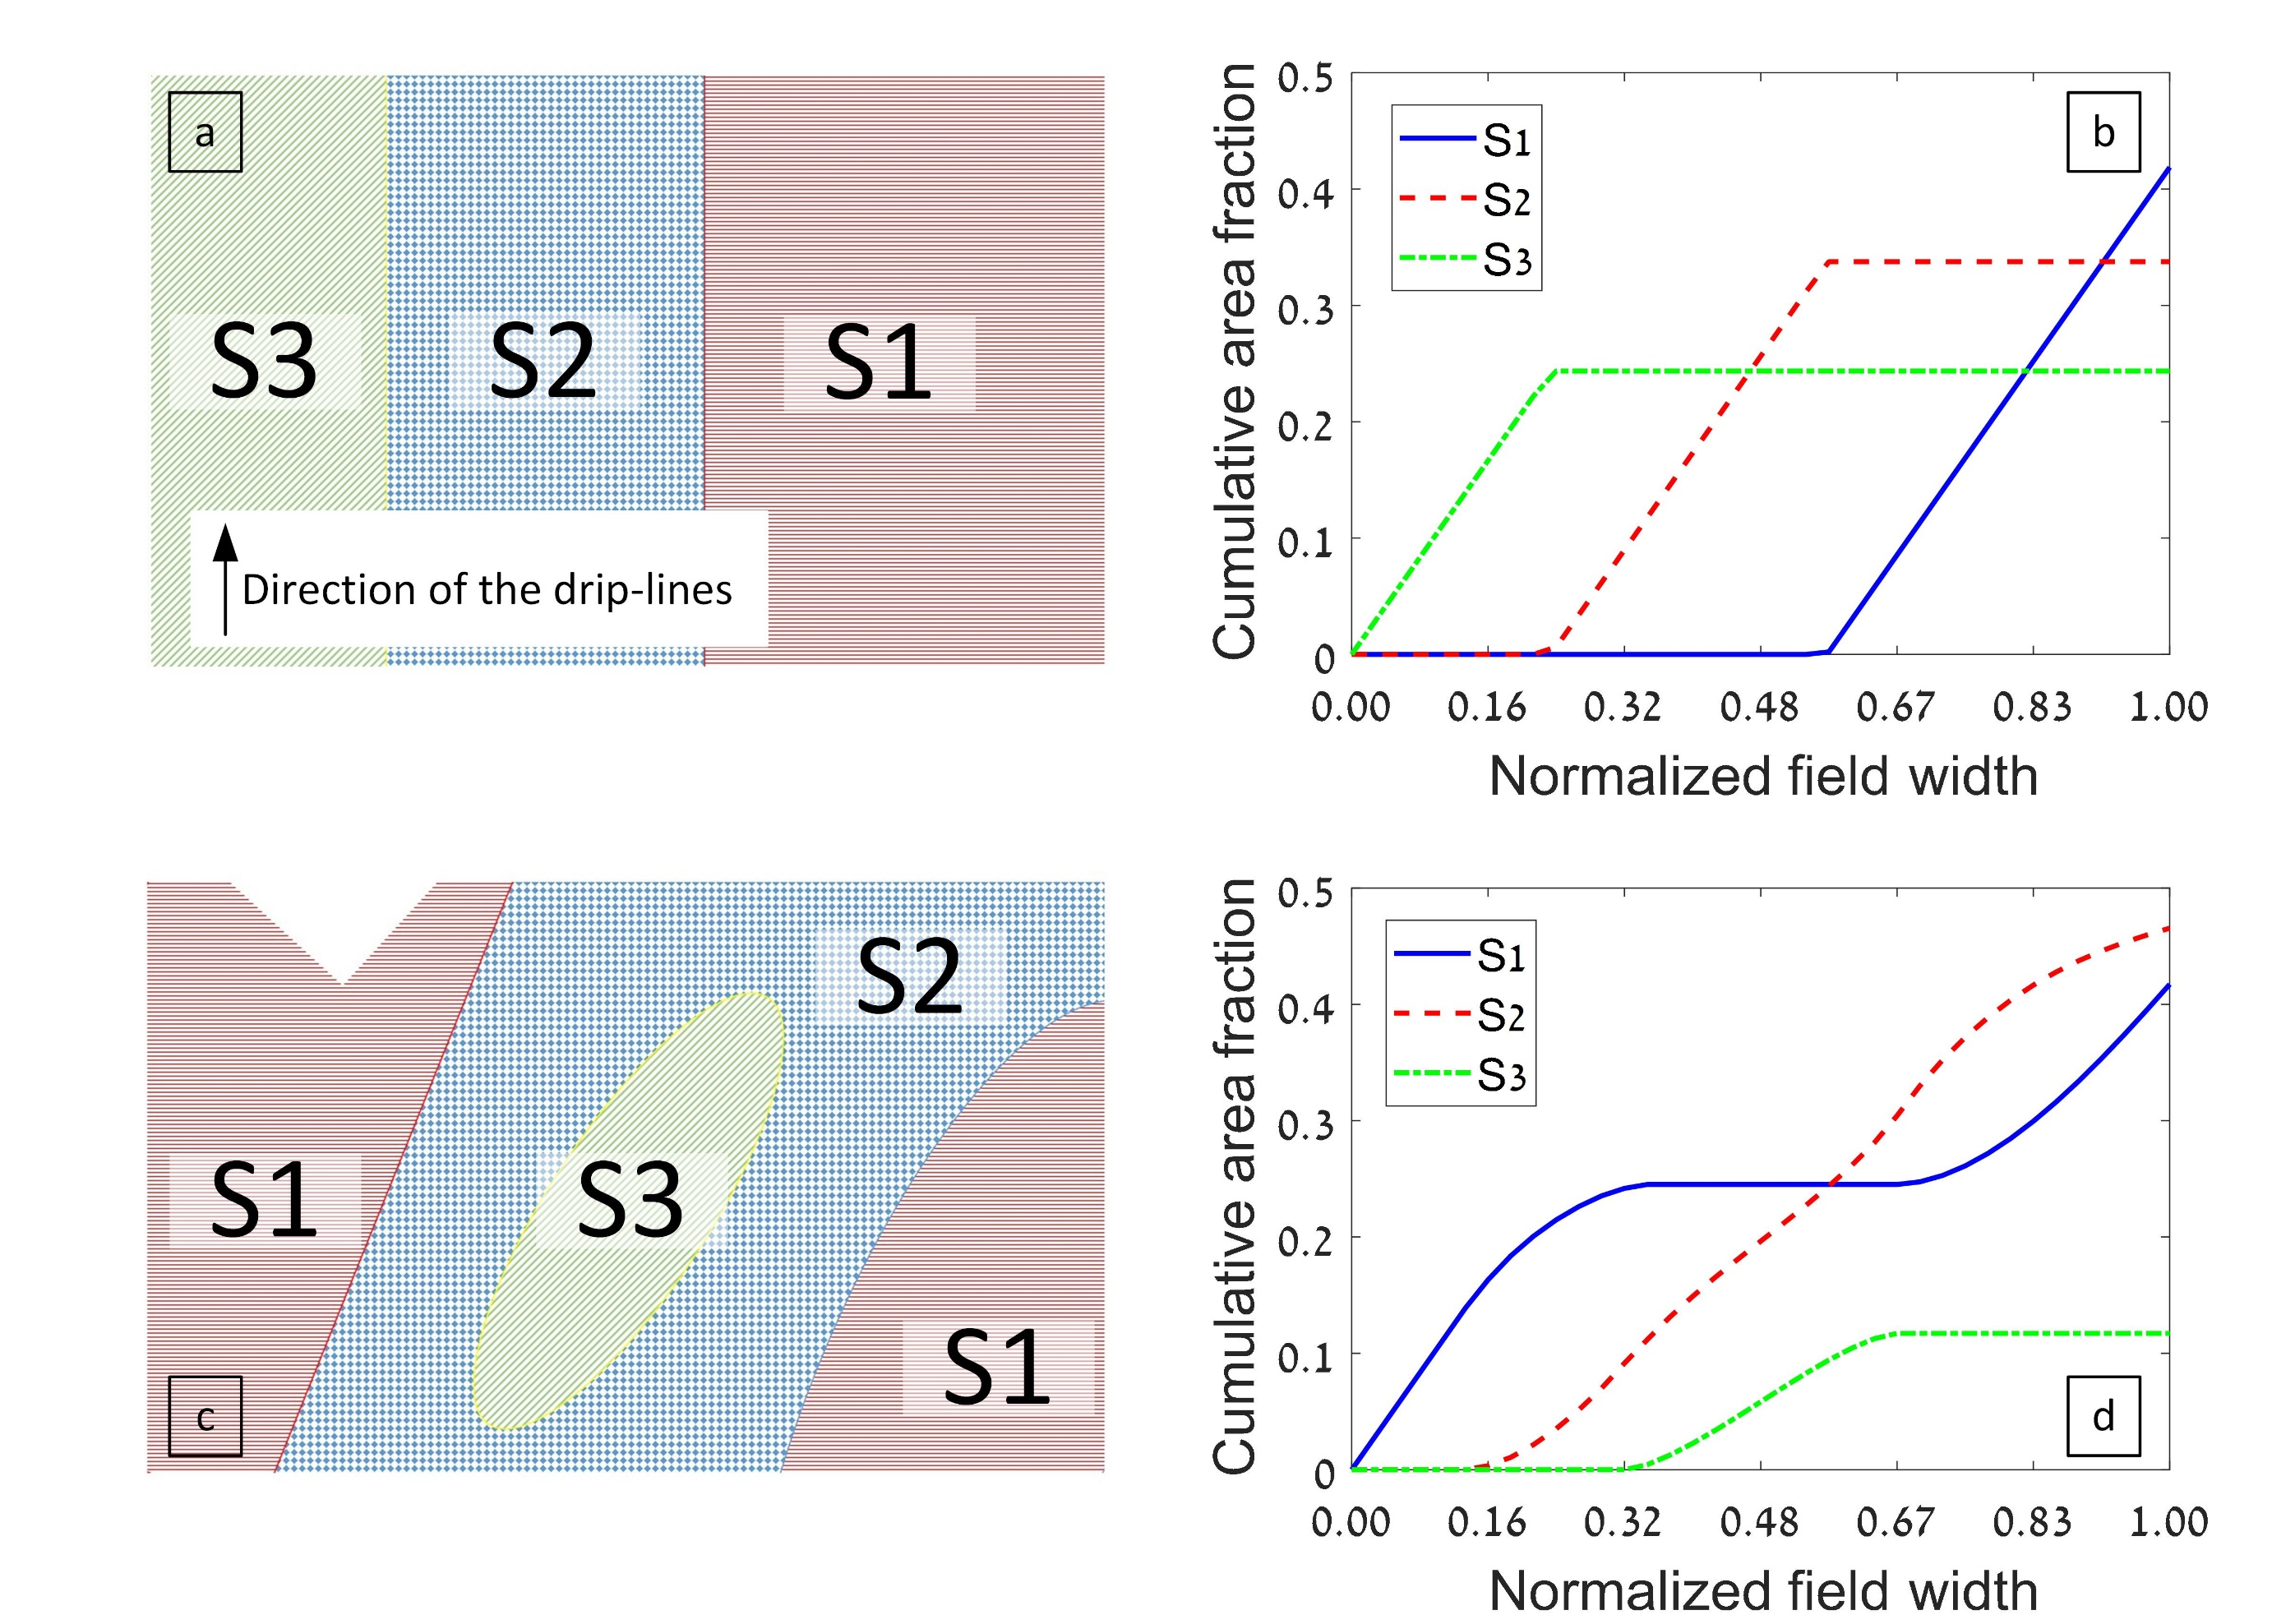 a
S3
S2
S1
Direction of the drip-lines
b
S1
S2
S3
Cumulative area fraction
0.5
0.4
0.3
0.2
0.1
0
0.00 0.16 0.32 0.48 0.67 0.83 1.00
Normalized field width
c
S1
S3
S2
S1
d
S1
S2
S3
Cumulative area fraction
0.5
0.4
0.3
0.2
0.1
0
0.00 0.16 0.32 0.48 0.67 0.83 1.00
Normalized field width